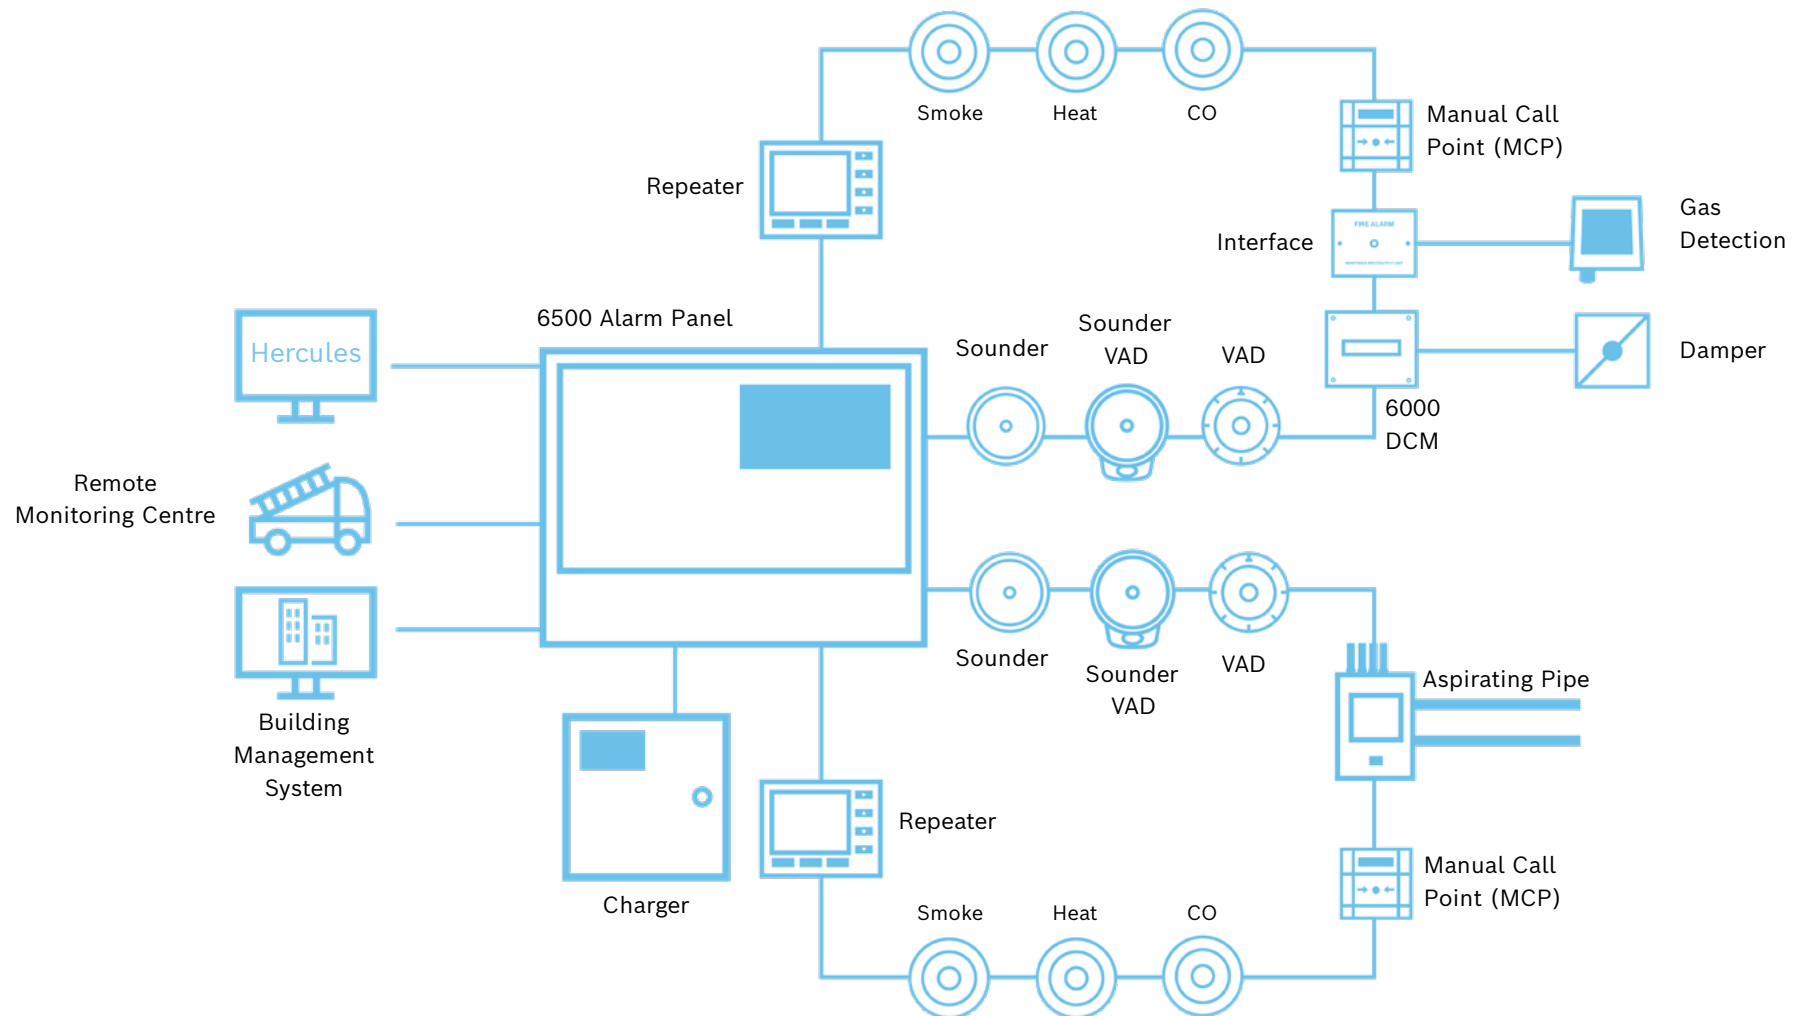 Smoke
Heat
CO
Manual Call
Point (MCP)
Repeater
Gas
Detection
Interface
FIRE ALARM
6500 Alarm Panel
Sounder
Sounder
VAD
VAD
Damper
Hercules
6000
DCM
Remote
Monitoring Centre
Sounder
Sounder
VAD
VAD
Aspirating Pipe
Building
Management
System
Repeater
Manual Call
Point (MCP)
Charger
Smoke
Heat
CO